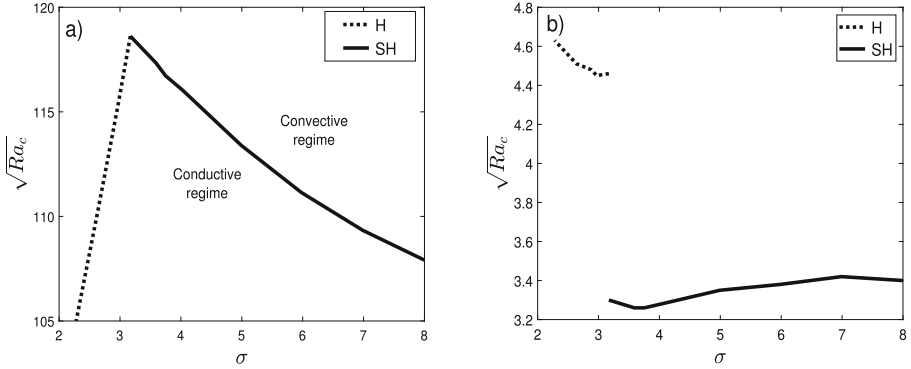 a)
H
SH
Convective
regime
Conductive
regime
√Ra_c
120
115
110
105
2 3 4 5 6 7 8
σ
b)
H
SH
√Ra_c
4.8
4.6
4.4
4.2
4
3.8
3.6
3.4
3.2
2 3 4 5 6 7 8
σ